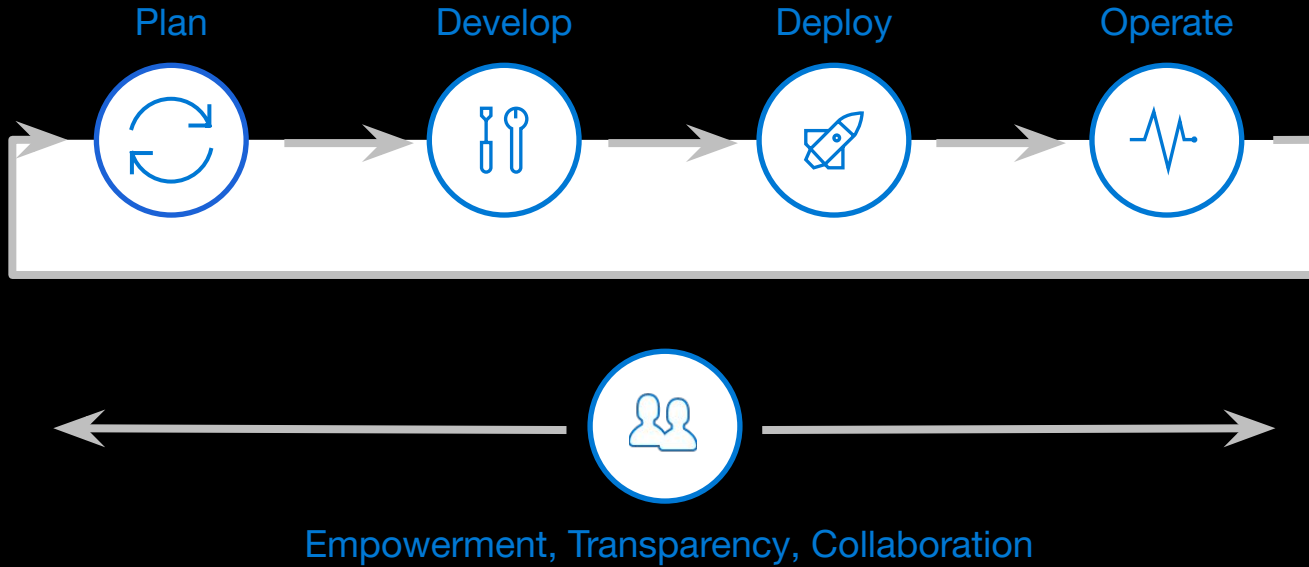 Plan
Develop
Deploy
Operate
Empowerment, Transparency, Collaboration